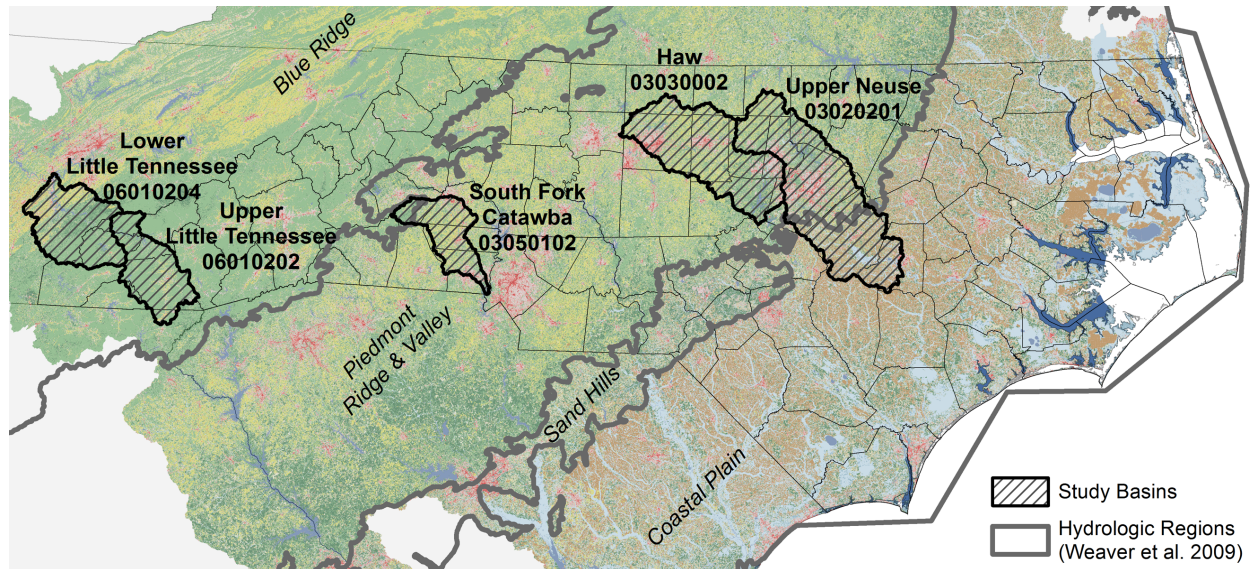 Blue Ridge
Haw
03030002
Upper Neuse
03020201
Lower
Little Tennessee
06010204
Upper
Little Tennessee
06010202
South Fork
Catawba
03050102
Piedmont
Ridge & Valley
Sand Hills
Coastal Plain
Study Basins
Hydrologic Regions
(Weaver et al. 2009)